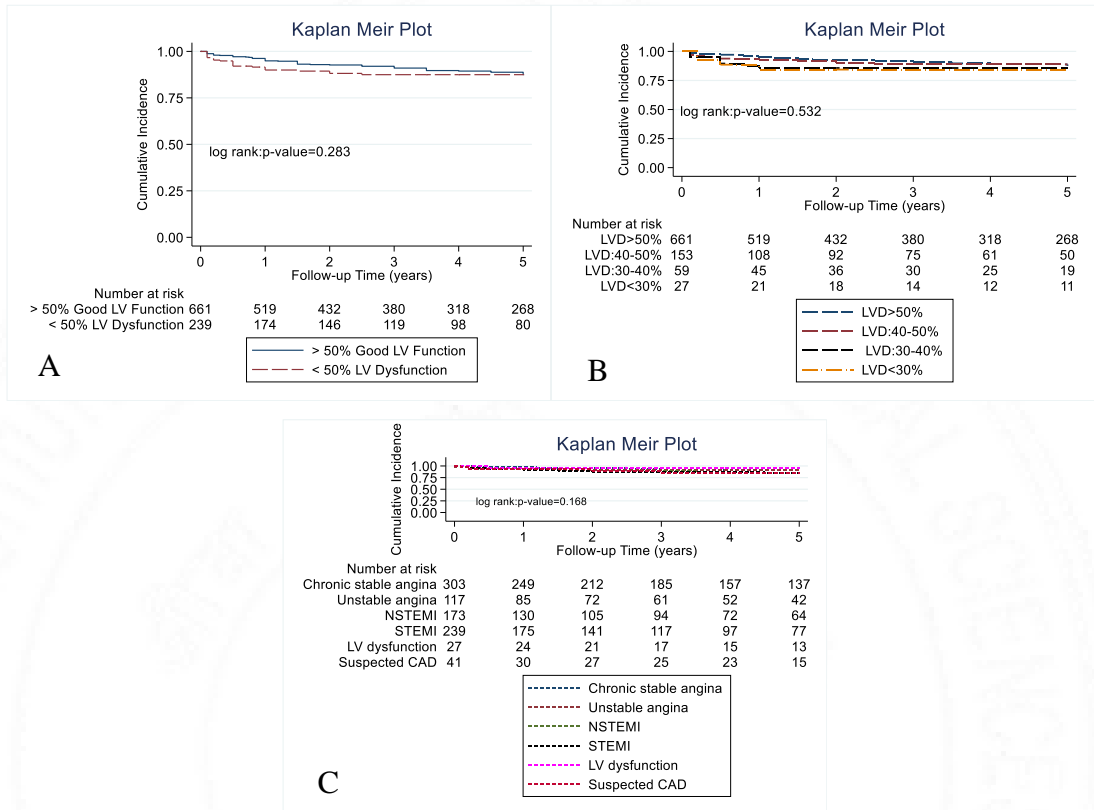 Kaplan Meir Plot
Cumulative Incidence
1.00
0.75
0.50
0.25
0.00
log rank:p-value=0.283
0 1 2 3 4 5
Follow-up Time (years)
Number at risk
> 50% Good LV Function 661 519 432 380 318 268
< 50% LV Dysfunction 239 174 146 119 98 80
> 50% Good LV Function
< 50% LV Dysfunction
A
Kaplan Meir Plot
Cumulative Incidence
1.00
0.75
0.50
0.25
0.00
log rank:p-value=0.532
0 1 2 3 4 5
Follow-up Time (years)
Number at risk
LVD>50% 661 519 432 380 318 268
LVD:40-50% 153 108 92 75 61 50
LVD:30-40% 59 45 36 30 25 19
LVD<30% 27 21 18 14 12 11
LVD>50%
LVD:40-50%
LVD:30-40%
LVD<30%
B
Kaplan Meir Plot
Cumulative Incidence
1.00
0.75
0.50
0.25
0.00
log rank:p-value=0.168
0 1 2 3 4 5
Follow-up Time (years)
Number at risk
Chronic stable angina 303 249 212 185 157 137
Unstable angina 117 85 72 61 52 42
NSTEMI 173 130 105 94 72 64
STEMI 239 175 141 117 97 77
LV dysfunction 27 24 21 17 15 13
Suspected CAD 41 30 27 25 23 15
Chronic stable angina
Unstable angina
NSTEMI
STEMI
LV dysfunction
Suspected CAD
C